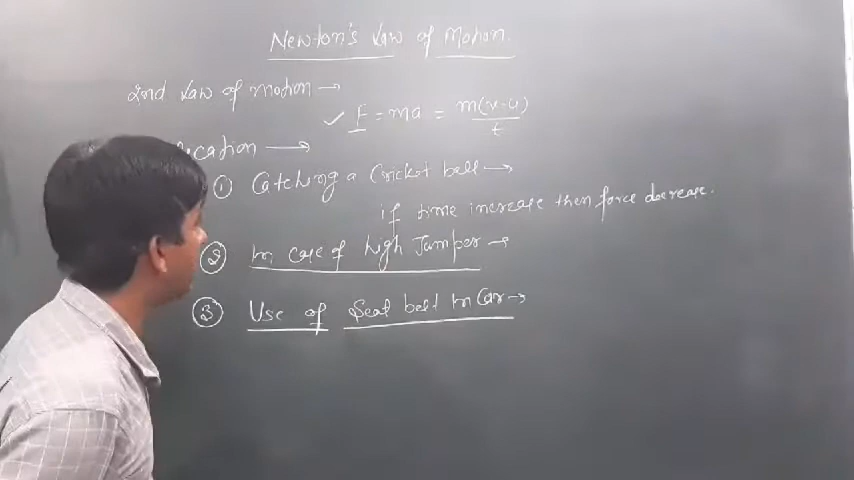 Newton's Law of Motion.
2nd Law of motion →
✓ F = ma = m(v-u)/t
ication →
① Catching a Cricket ball →
if time increase then force decrease.
② In case of high Jumper →
③ Use of Seat belt in Car →